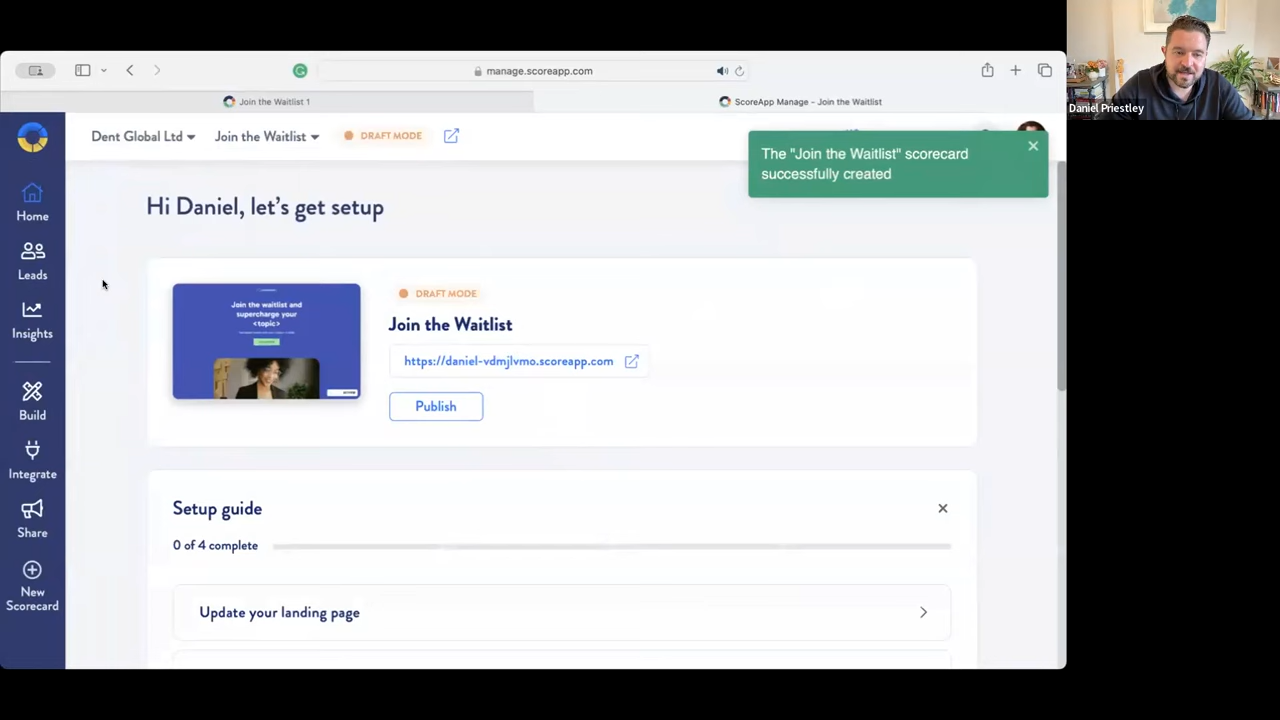 manage.scoreapp.com
Join the Waitlist 1
ScoreApp Manage - Join the Waitlist
Daniel Priestley
Dent Global Ltd
Join the Waitlist
DRAFT MODE
The "Join the Waitlist" scorecard
successfully created
Home
Leads
Insights
Build
Integrate
Share
New
Scorecard
Hi Daniel, let's get setup
Join the waitlist and
supercharge your
<topic>
DRAFT MODE
Join the Waitlist
https://daniel-vdmjlvmo.scoreapp.com
Publish
Setup guide
0 of 4 complete
Update your landing page